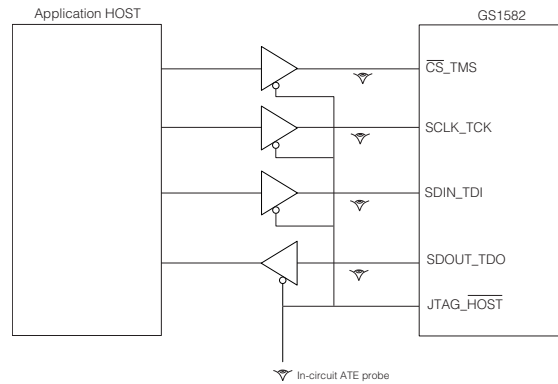 Application HOST
GS1582
CS_TMS
SCLK_TCK
SDIN_TDI
SDOUT_TDO
JTAG_HOST
In-circuit ATE probe